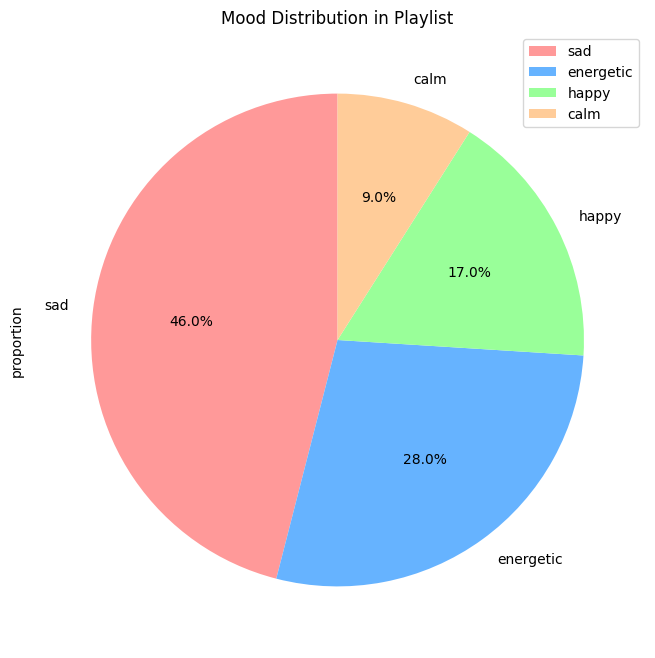 Mood Distribution in Playlist
sad
energetic
happy
calm
calm
9.0%
happy
17.0%
sad
46.0%
proportion
28.0%
energetic